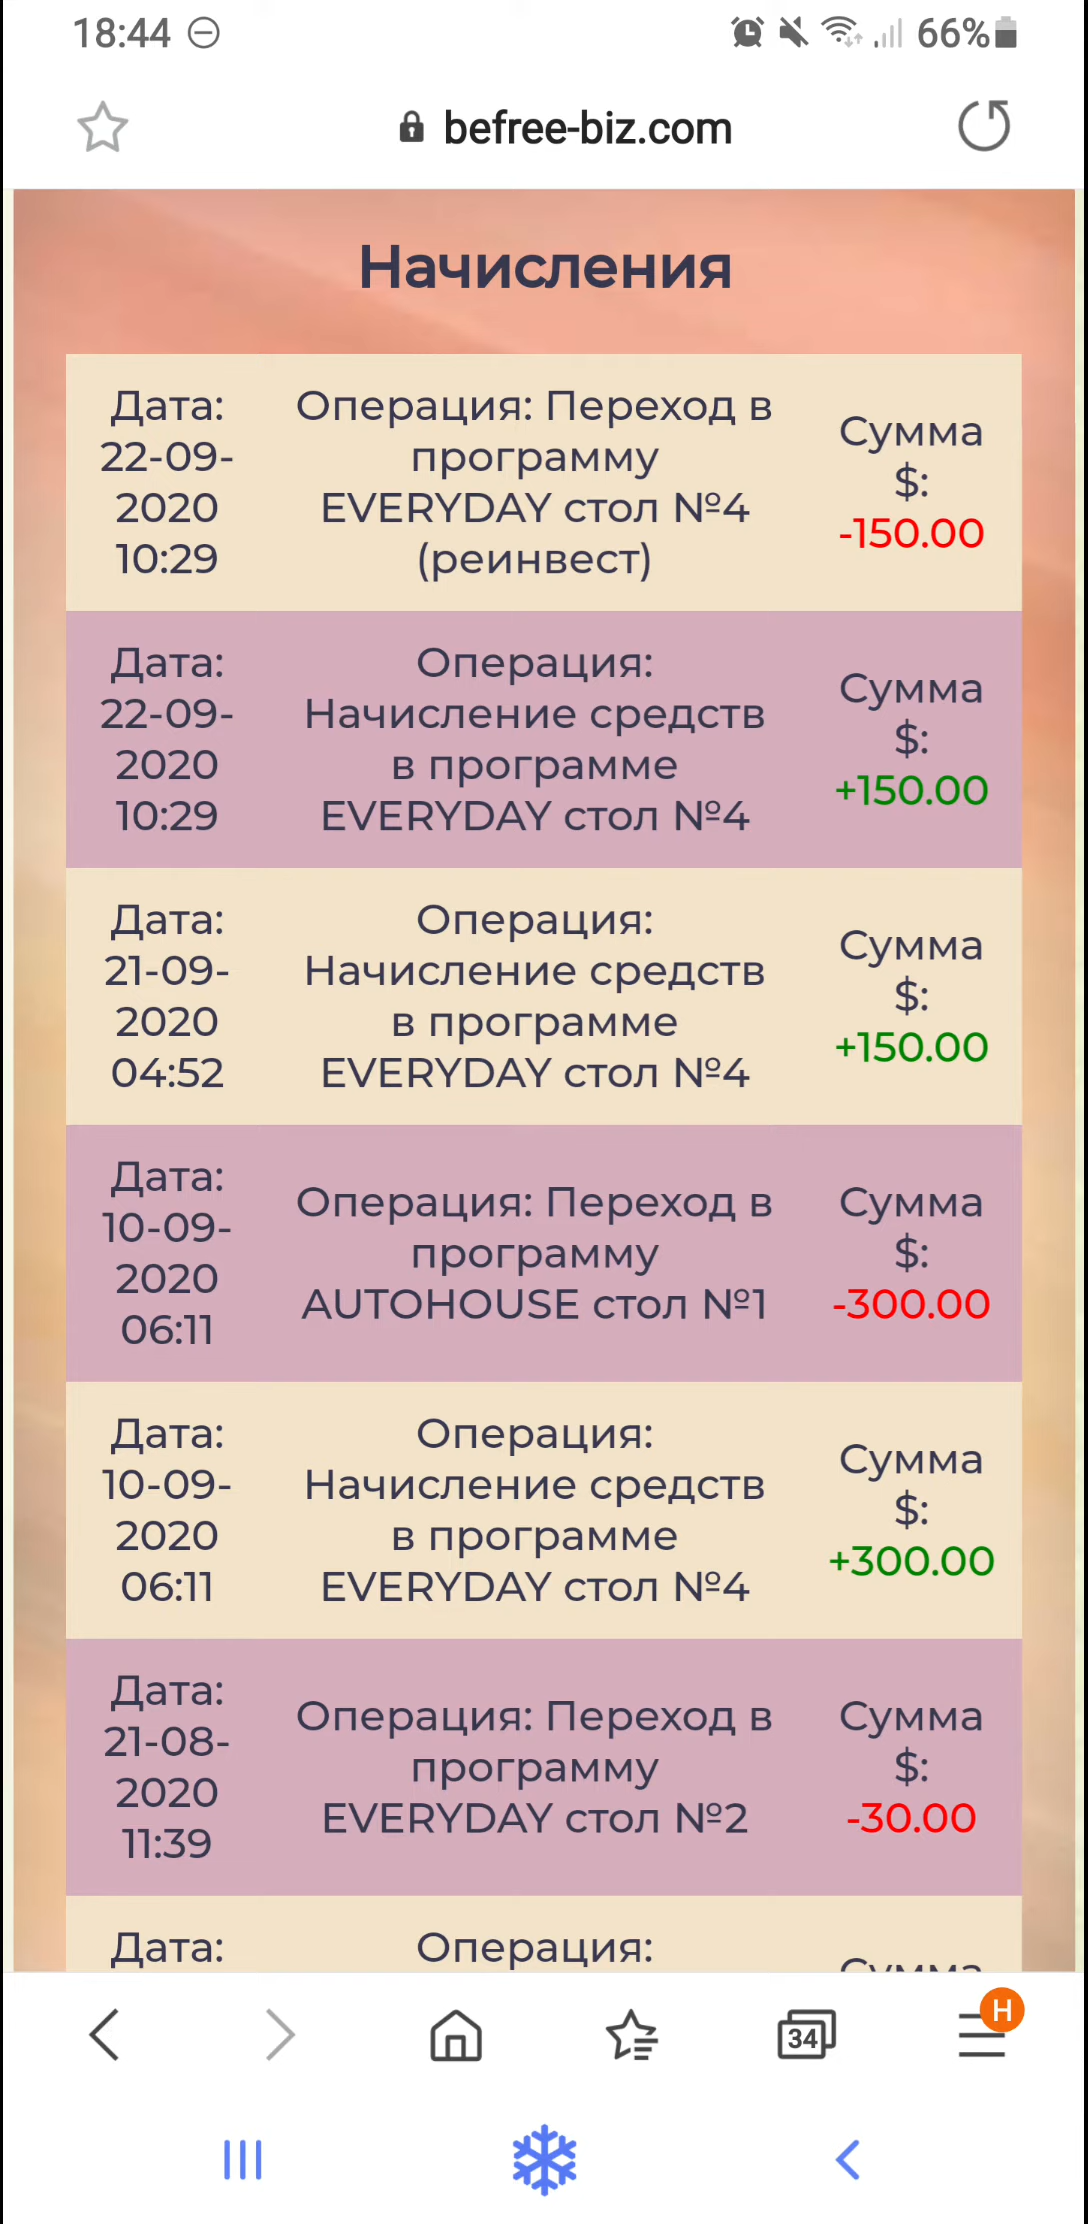 18:44
66%
befree-biz.com
Начисления
Дата:
22-09-
2020
10:29
Операция: Переход в
программу
EVERYDAY стол №4
(реинвест)
Сумма
$:
-150.00
Дата:
22-09-
2020
10:29
Операция:
Начисление средств
в программе
EVERYDAY стол №4
Сумма
$:
+150.00
Дата:
21-09-
2020
04:52
Операция:
Начисление средств
в программе
EVERYDAY стол №4
Сумма
$:
+150.00
Дата:
10-09-
2020
06:11
Операция: Переход в
программу
AUTOHOUSE стол №1
Сумма
$:
-300.00
Дата:
10-09-
2020
06:11
Операция:
Начисление средств
в программе
EVERYDAY стол №4
Сумма
$:
+300.00
Дата:
21-08-
2020
11:39
Операция: Переход в
программу
EVERYDAY стол №2
Сумма
$:
-30.00
Дата:
Операция:
Сумма
34
Н